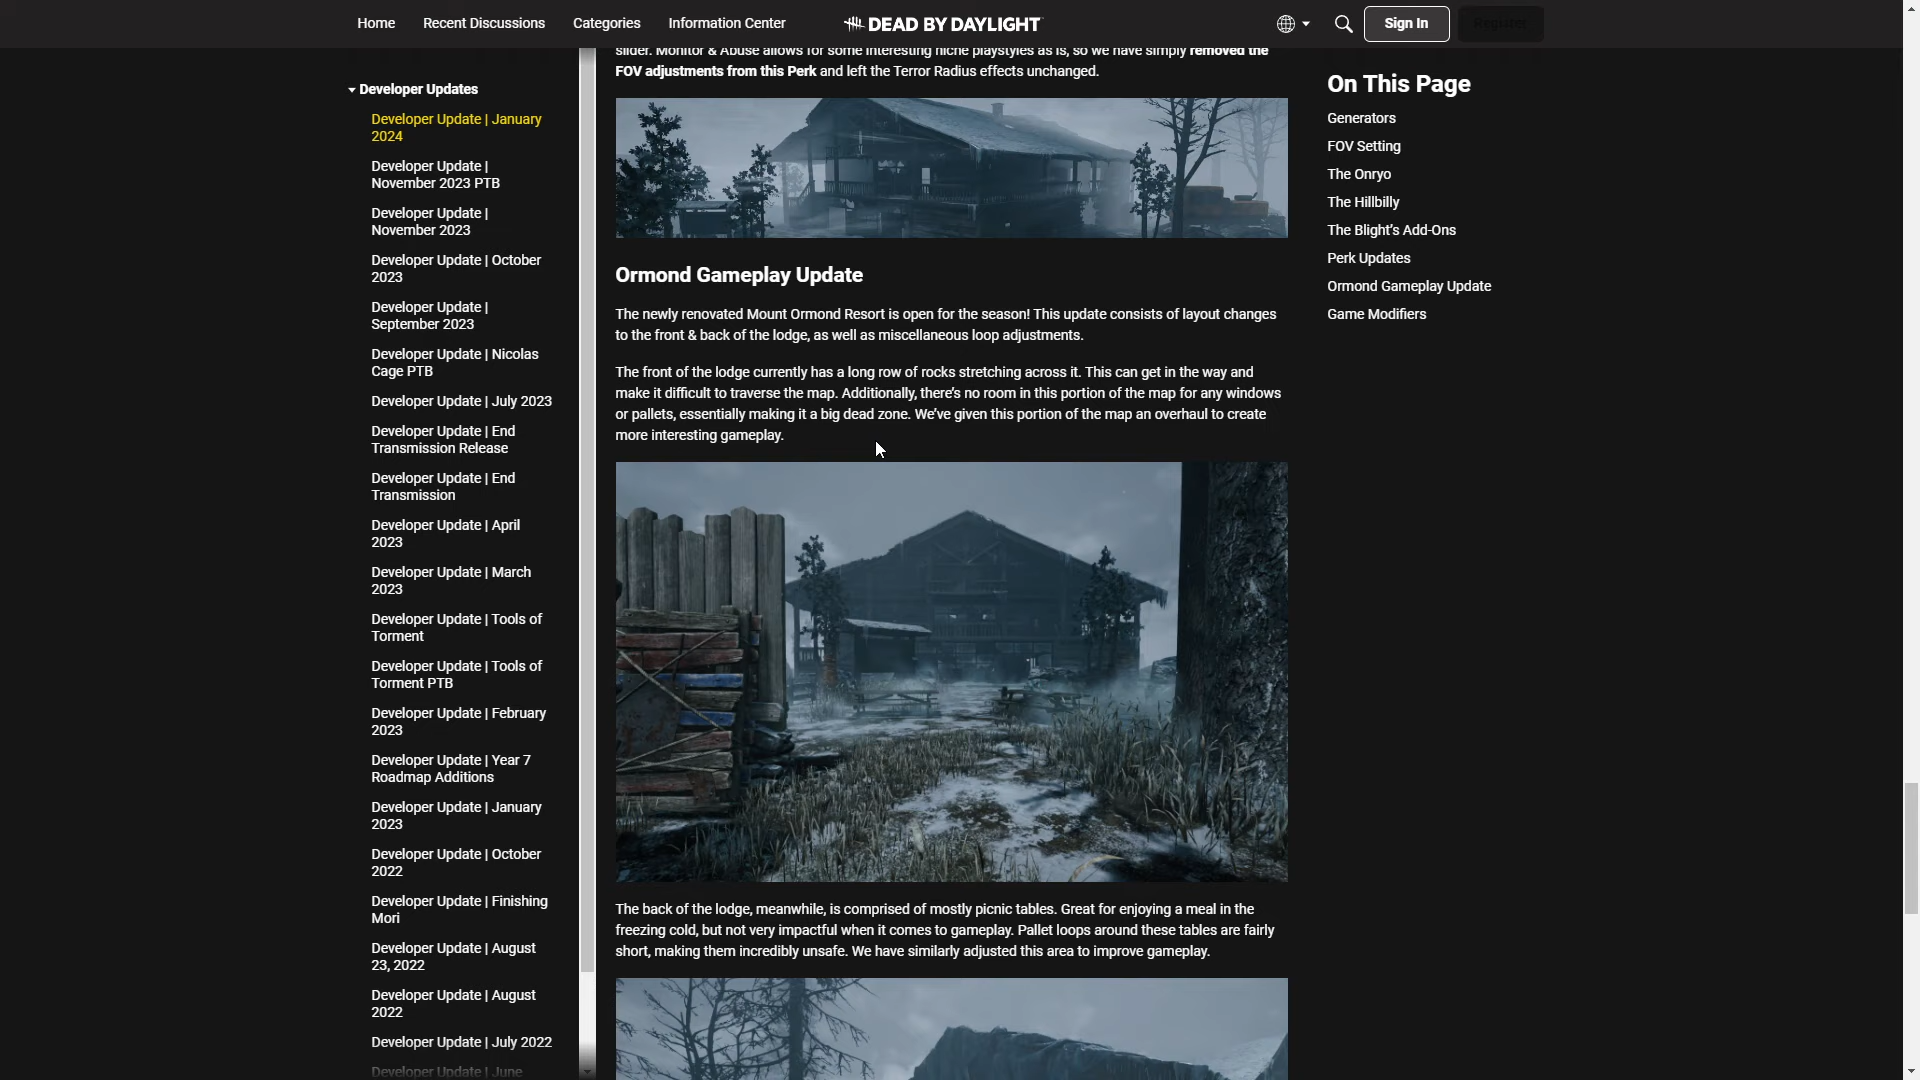 Home Recent Discussions Categories Information Center DEAD BY DAYLIGHT Sign In Register
Developer Updates
Developer Update | January
2024
Developer Update |
November 2023 PTB
Developer Update |
November 2023
Developer Update | October
2023
Developer Update |
September 2023
Developer Update | Nicolas
Cage PTB
Developer Update | July 2023
Developer Update | End
Transmission Release
Developer Update | End
Transmission
Developer Update | April
2023
Developer Update | March
2023
Developer Update | Tools of
Torment
Developer Update | Tools of
Torment PTB
Developer Update | February
2023
Developer Update | Year 7
Roadmap Additions
Developer Update | January
2023
Developer Update | October
2022
Developer Update | Finishing
Mori
Developer Update | August
23, 2022
Developer Update | August
2022
Developer Update | July 2022
Developer Update | June
slider. Monitor & Abuse allows for some interesting niche playstyles as is, so we have simply removed the
FOV adjustments from this Perk and left the Terror Radius effects unchanged.
Ormond Gameplay Update
The newly renovated Mount Ormond Resort is open for the season! This update consists of layout changes
to the front & back of the lodge, as well as miscellaneous loop adjustments.
The front of the lodge currently has a long row of rocks stretching across it. This can get in the way and
make it difficult to traverse the map. Additionally, there's no room in this portion of the map for any windows
or pallets, essentially making it a big dead zone. We've given this portion of the map an overhaul to create
more interesting gameplay.
The back of the lodge, meanwhile, is comprised of mostly picnic tables. Great for enjoying a meal in the
freezing cold, but not very impactful when it comes to gameplay. Pallet loops around these tables are fairly
short, making them incredibly unsafe. We have similarly adjusted this area to improve gameplay.
On This Page
Generators
FOV Setting
The Onryo
The Hillbilly
The Blight's Add-Ons
Perk Updates
Ormond Gameplay Update
Game Modifiers